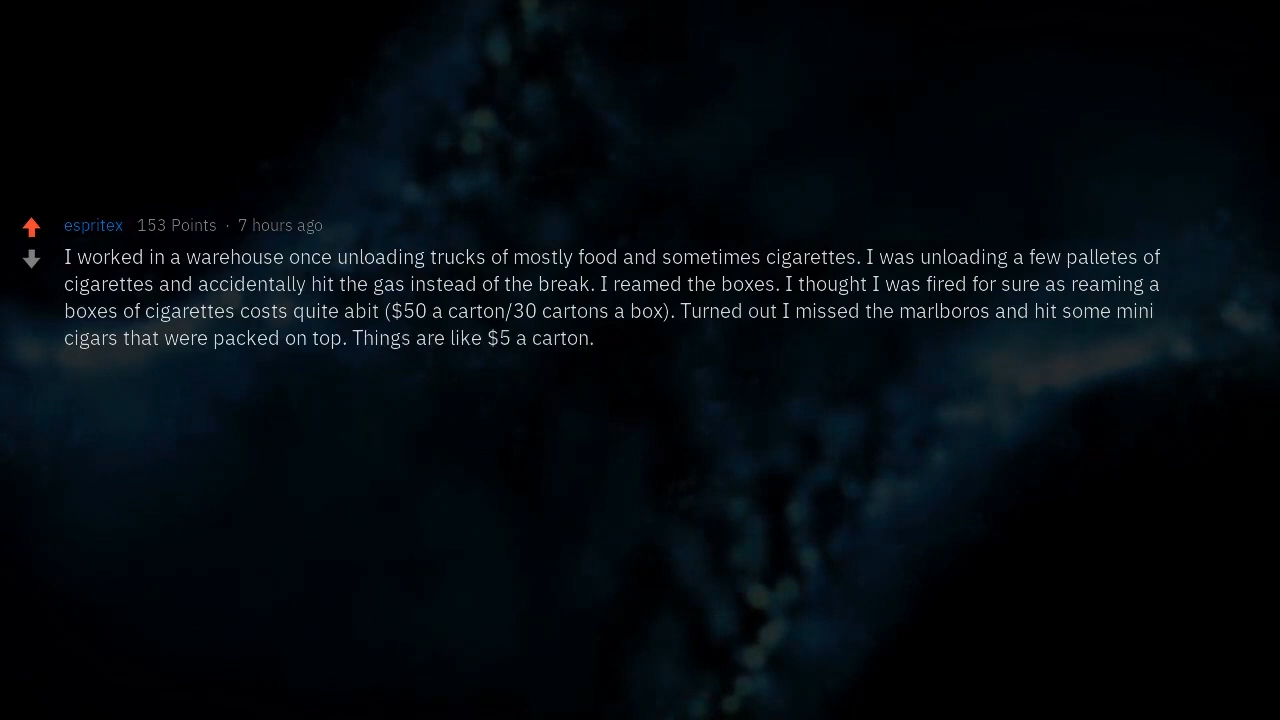 espritex 153 Points · 7 hours ago
I worked in a warehouse once unloading trucks of mostly food and sometimes cigarettes. I was unloading a few palletes of
cigarettes and accidentally hit the gas instead of the break. I reamed the boxes. I thought I was fired for sure as reaming a
boxes of cigarettes costs quite abit ($50 a carton/30 cartons a box). Turned out I missed the marlboros and hit some mini
cigars that were packed on top. Things are like $5 a carton.